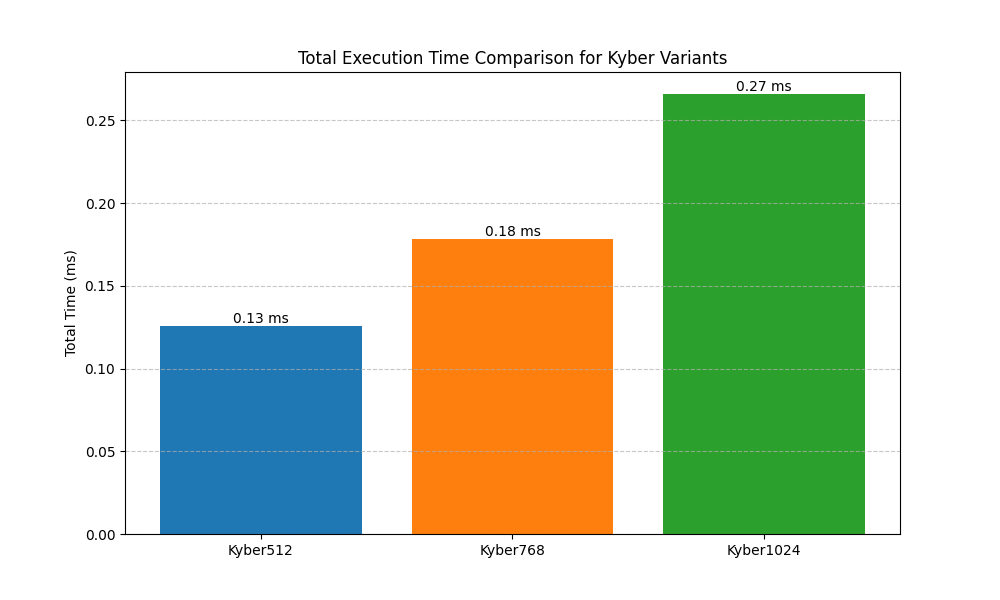 Total Execution Time Comparison for Kyber Variants
Total Time (ms)
0.25
0.20
0.15
0.10
0.05
0.00
0.13 ms
0.18 ms
0.27 ms
Kyber512
Kyber768
Kyber1024